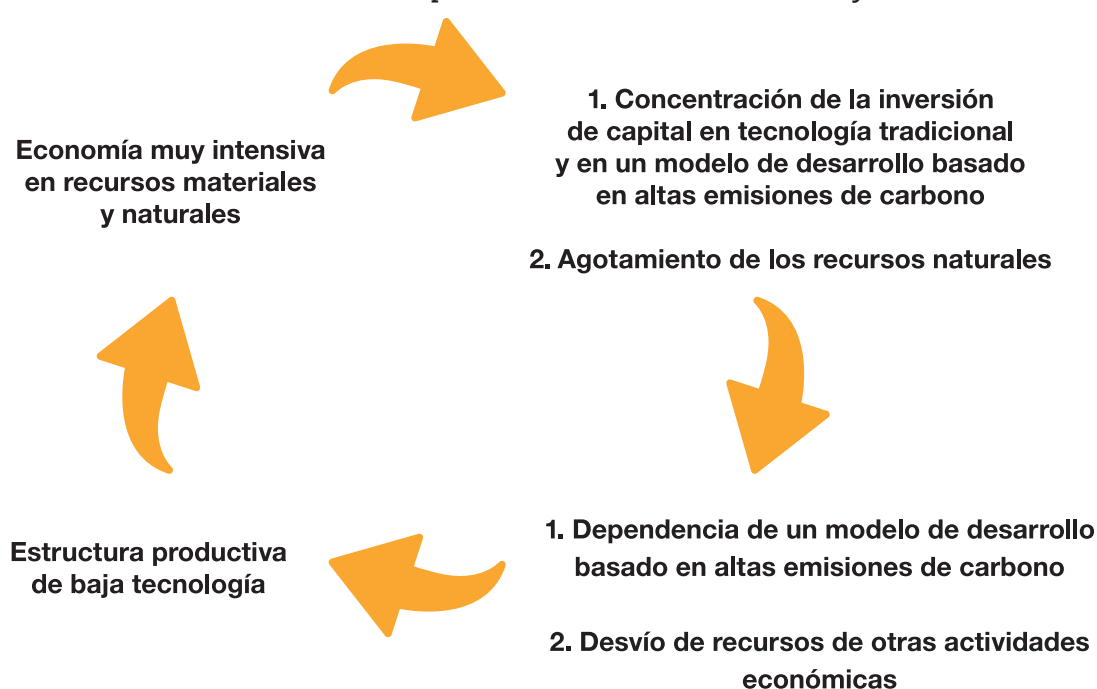 Economía muy intensiva
en recursos materiales
y naturales
1. Concentración de la inversión
de capital en tecnología tradicional
y en un modelo de desarrollo basado
en altas emisiones de carbono
2. Agotamiento de los recursos naturales
1. Dependencia de un modelo de desarrollo
basado en altas emisiones de carbono
2. Desvío de recursos de otras actividades
económicas
Estructura productiva
de baja tecnología